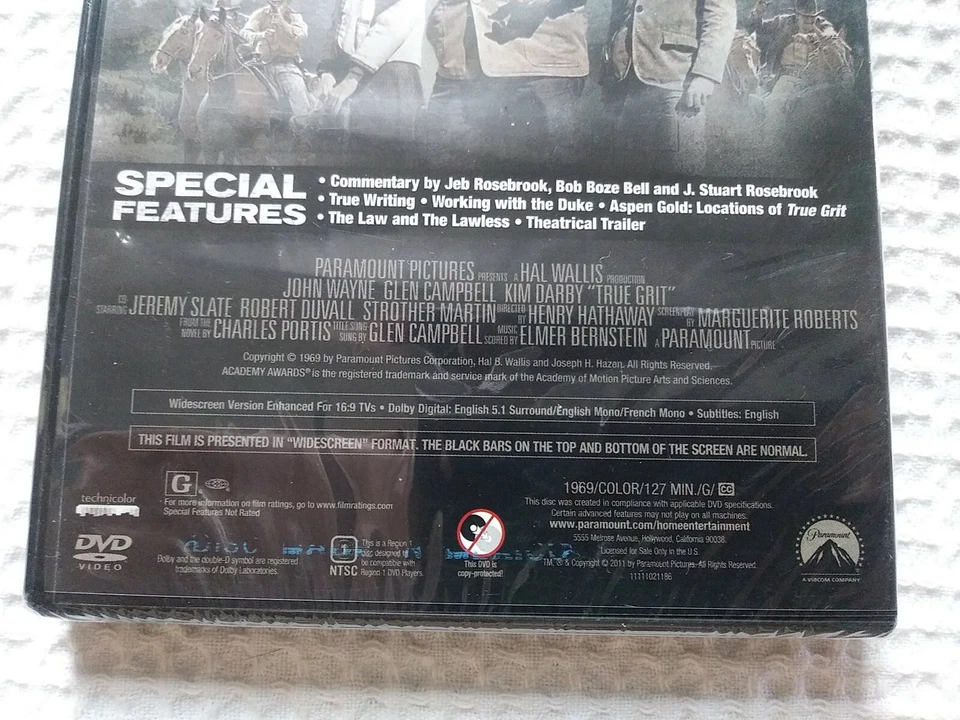 SPECIAL FEATURES
• Commentary by Jeb Rosebrook, Bob Boze Bell and J. Stuart Rosebrook
• True Writing • Working with the Duke • Aspen Gold: Locations of True Grit
• The Law and The Lawless • Theatrical Trailer
PARAMOUNT PICTURES PRESENTS A HAL WALLIS PRODUCTION
JOHN WAYNE GLEN CAMPBELL KIM DARBY "TRUE GRIT"
CO STARRING JEREMY SLATE ROBERT DUVALL STROTHER MARTIN DIRECTED BY HENRY HATHAWAY SCREENPLAY BY MARGUERITE ROBERTS
FROM THE NOVEL BY CHARLES PORTIS TITLE SONG SUNG BY GLEN CAMPBELL MUSIC SCORED BY ELMER BERNSTEIN A PARAMOUNT PICTURE
Copyright © 1969 by Paramount Pictures Corporation, Hal B. Wallis and Joseph H. Hazen. All Rights Reserved.
ACADEMY AWARDS® is the registered trademark and service mark of the Academy of Motion Picture Arts and Sciences.
Widescreen Version Enhanced For 16:9 TVs • Dolby Digital: English 5.1 Surround/English Mono/French Mono • Subtitles: English
THIS FILM IS PRESENTED IN "WIDESCREEN" FORMAT. THE BLACK BARS ON THE TOP AND BOTTOM OF THE SCREEN ARE NORMAL.
technicolor
G
For more information on film ratings, go to www.filmratings.com
Special Features Not Rated
DVD
VIDEO
Dolby and the double-D symbol are registered
trademarks of Dolby Laboratories.
1
NTSC
This is a Region 1
disc designed to
be compatible with
Region 1 DVD Players.
This DVD is
copy-protected!
1969/COLOR/127 MIN./G/ CC
This disc was created in compliance with applicable DVD specifications.
Certain advanced features may not play on all machines.
www.paramount.com/homeentertainment
5555 Melrose Avenue, Hollywood, California 90038.
Licensed for Sale Only in the U.S.
TM, ® & Copyright © 2011 by Paramount Pictures. All Rights Reserved.
11111021186
Paramount
A VIACOM COMPANY